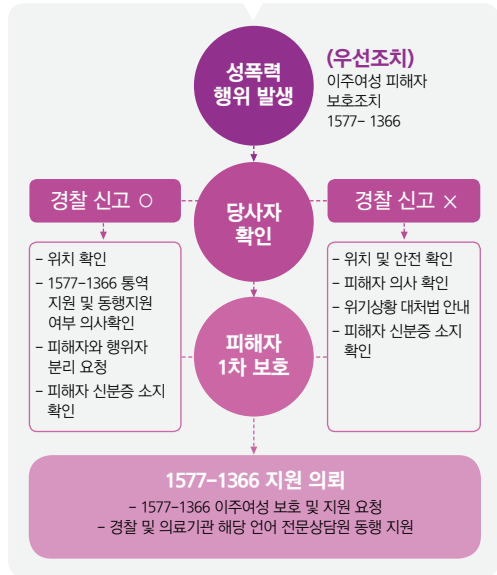 성폭력
행위 발생
(우선조치)
이주여성 피해자
보호조치
1577- 1366
경찰 신고 ○
당사자
확인
경찰 신고 ×
- 위치 확인
- 1577-1366 통역
지원 및 동행지원
여부 의사확인
- 피해자와 행위자
분리 요청
- 피해자 신분증 소지
확인
- 위치 및 안전 확인
- 피해자 의사 확인
- 위기상황 대처법 안내
- 피해자 신분증 소지
확인
피해자
1차 보호
1577-1366 지원 의뢰
- 1577-1366 이주여성 보호 및 지원 요청
- 경찰 및 의료기관 해당 언어 전문상담원 동행 지원